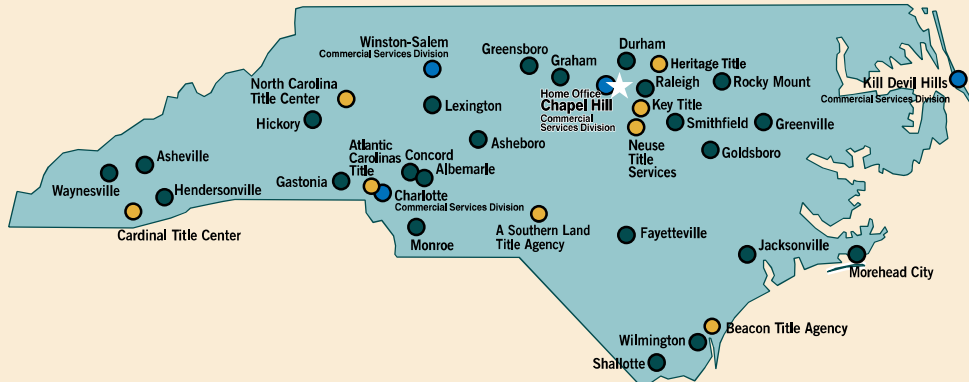 Winston-Salem
Commercial Services Division
Greensboro
Graham
Durham
Heritage Title
Raleigh
Rocky Mount
Kill Devil Hills
Commercial Services Division
North Carolina
Title Center
Lexington
Home Office
Chapel Hill
Commercial
Services Division
Key Title
Hickory
Asheboro
Smithfield
Greenville
Neuse
Title
Services
Goldsboro
Asheville
Waynesville
Hendersonville
Atlantic
Carolinas
Title
Concord
Albemarle
Gastonia
Charlotte
Commercial Services Division
Cardinal Title Center
Monroe
A Southern Land
Title Agency
Fayetteville
Jacksonville
Morehead City
Beacon Title Agency
Wilmington
Shallotte